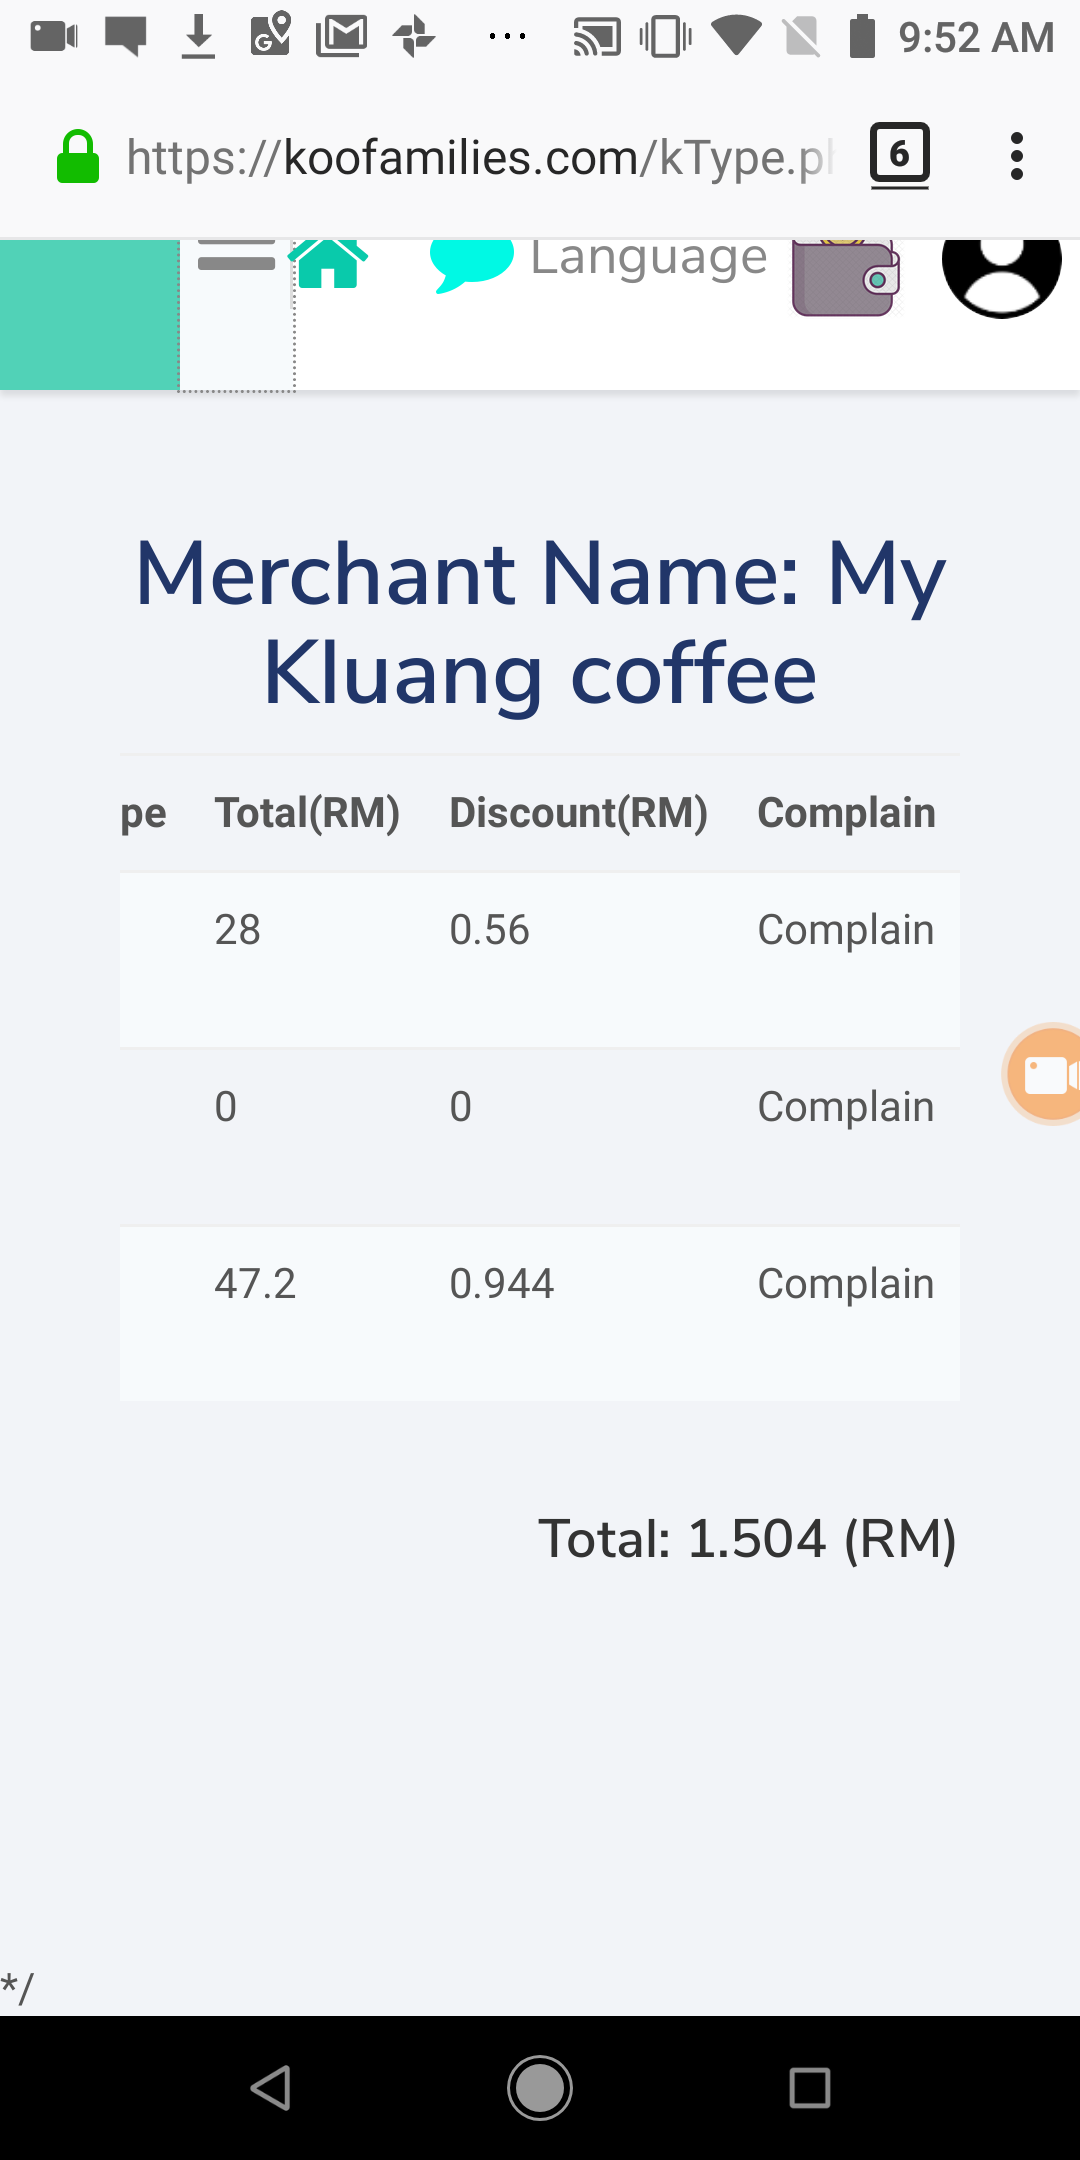 9:52 AM
https://koofamilies.com/kType.p
6
Language
Merchant Name: My
Kluang coffee
pe Total(RM) Discount(RM) Complain
28 0.56 Complain
0 0 Complain
47.2 0.944 Complain
Total: 1.504 (RM)
*/